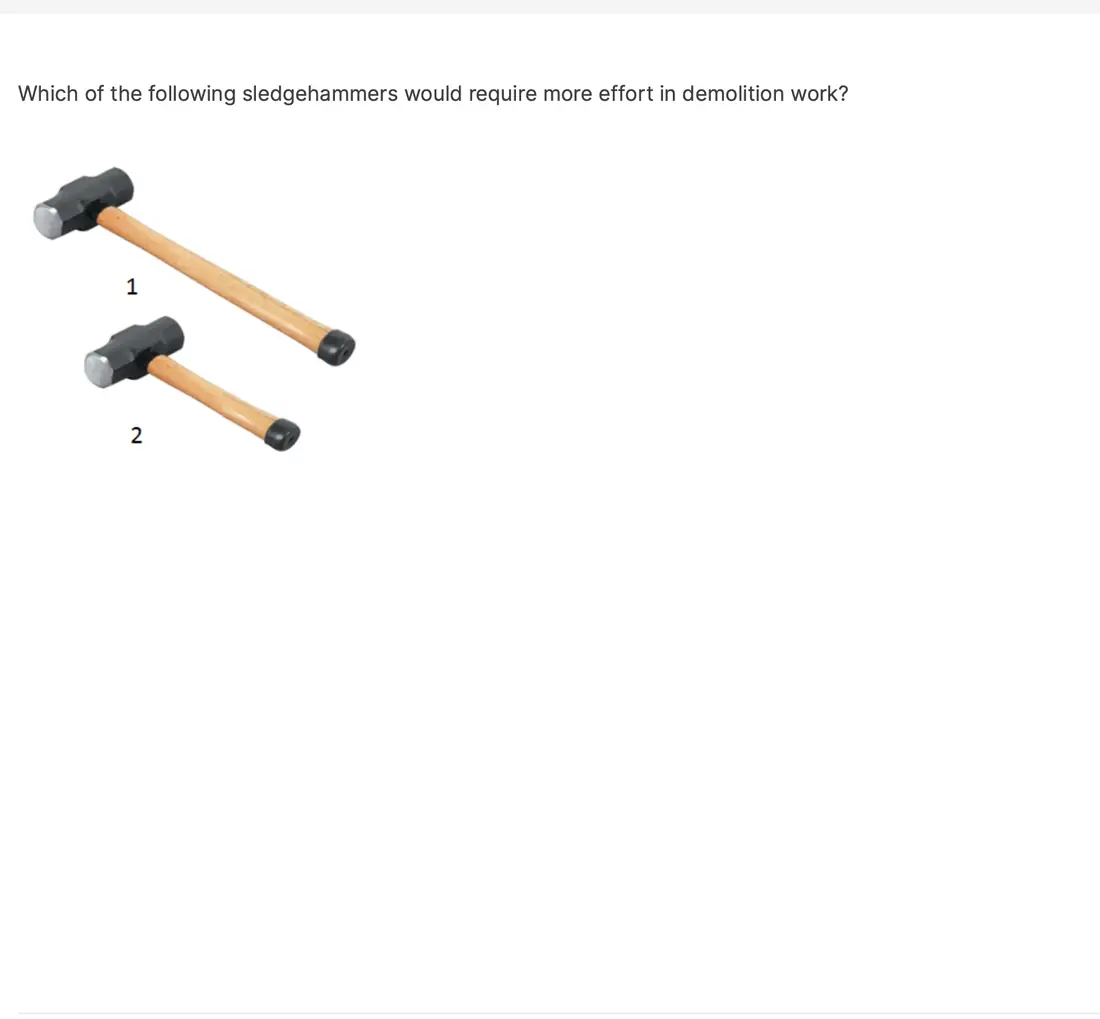 Which of the following sledgehammers would require more effort in demolition work?
1
2